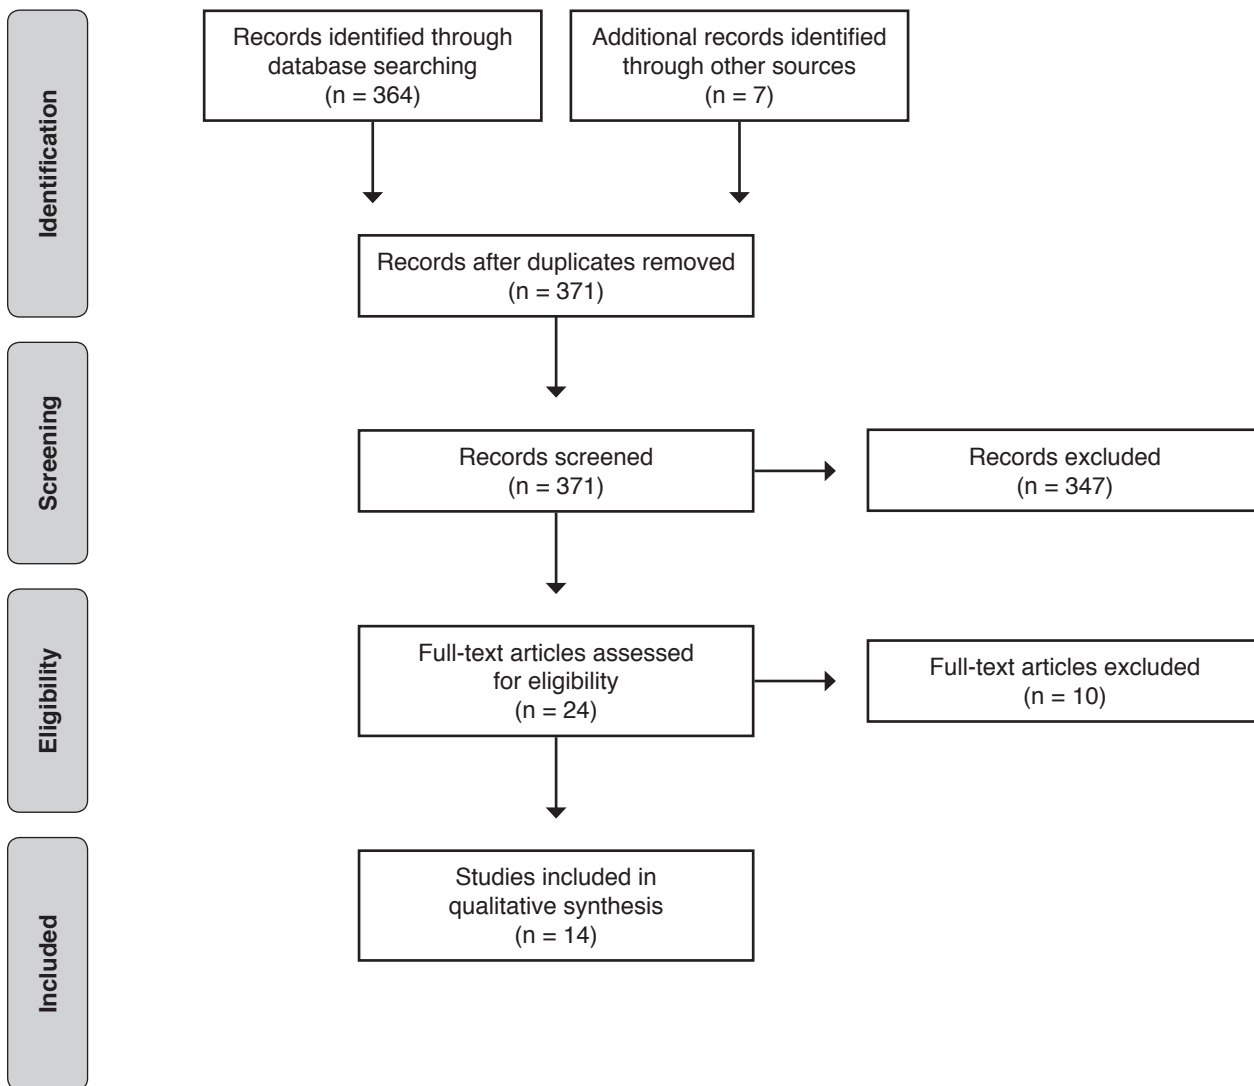 Identification
Records identified through
database searching
(n = 364)
Additional records identified
through other sources
(n = 7)
Records after duplicates removed
(n = 371)
Screening
Records screened
(n = 371)
Records excluded
(n = 347)
Eligibility
Full-text articles assessed
for eligibility
(n = 24)
Full-text articles excluded
(n = 10)
Included
Studies included in
qualitative synthesis
(n = 14)